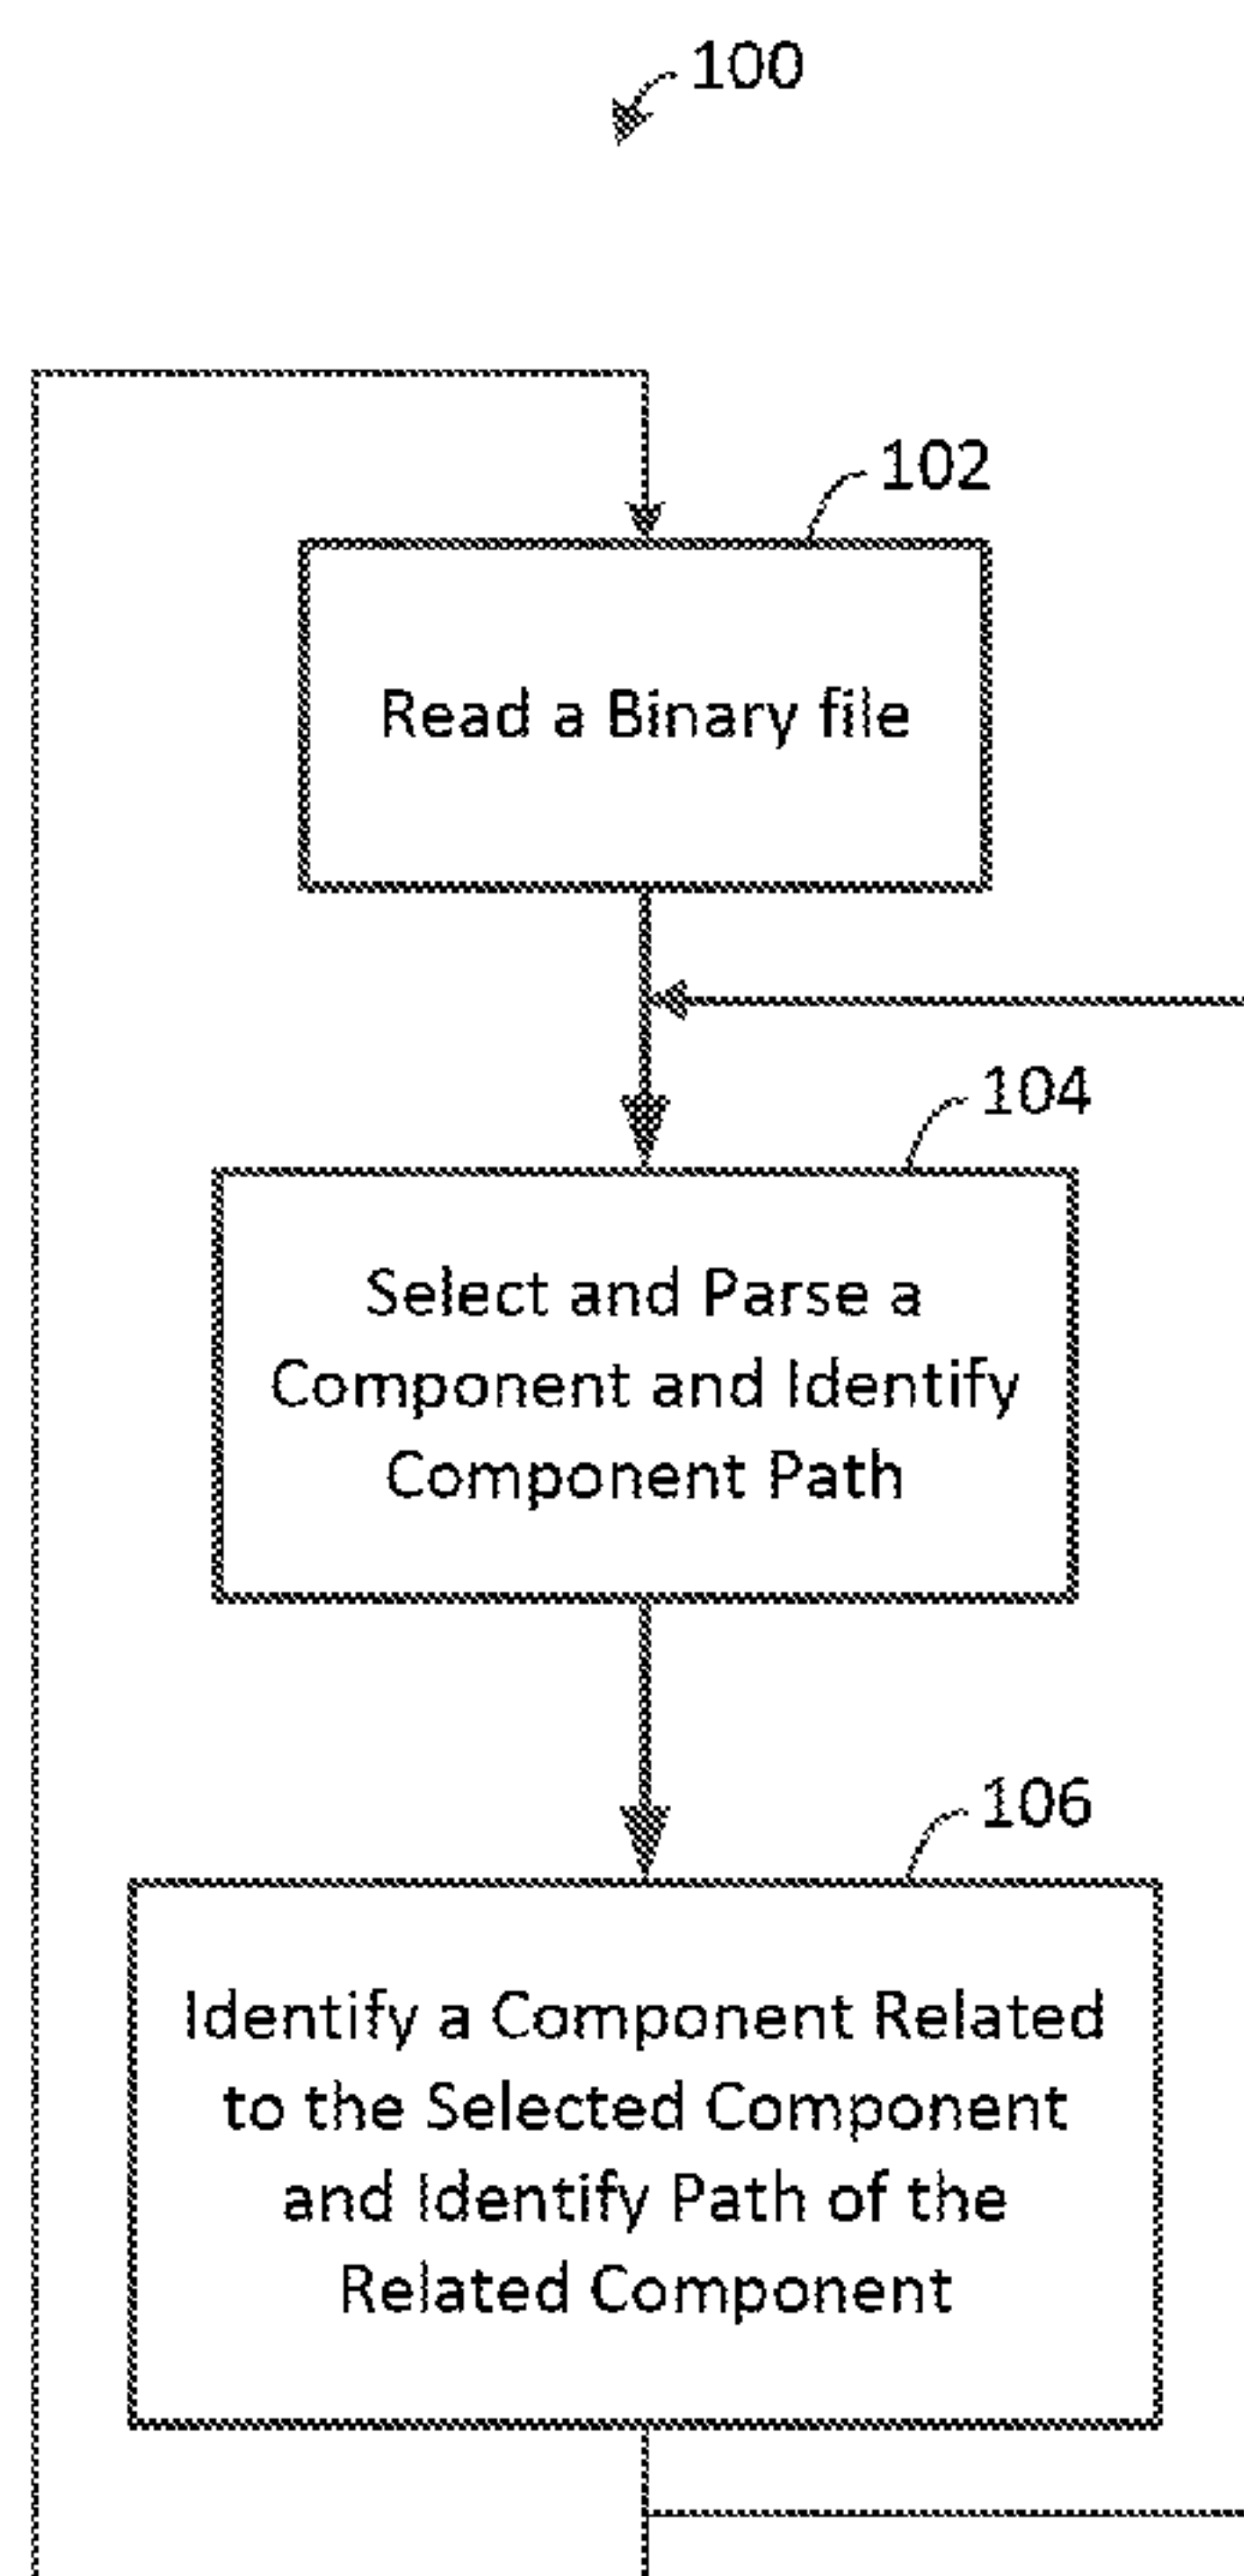 100
102
Read a Binary file
104
Select and Parse a
Component and Identify
Component Path
106
Identify a Component Related
to the Selected Component
and Identify Path of the
Related Component